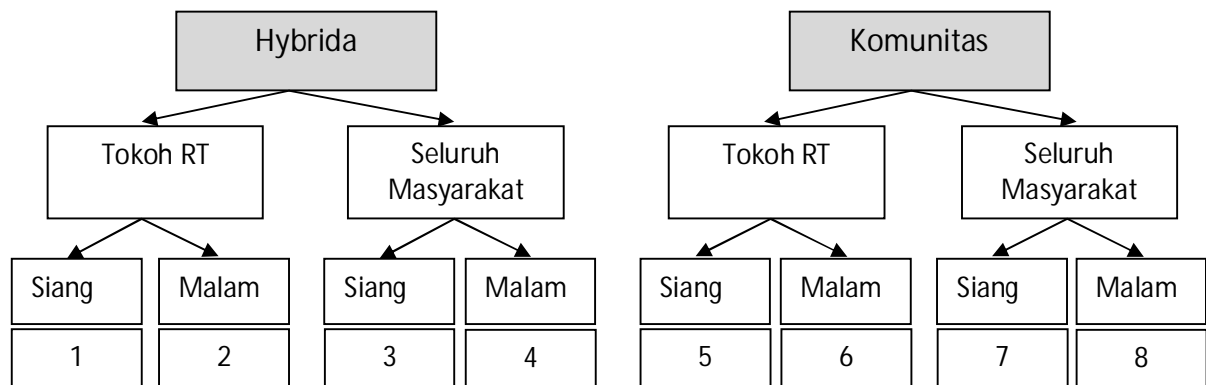 Hybrida
Komunitas
Tokoh RT
Seluruh
Masyarakat
Tokoh RT
Seluruh
Masyarakat
Siang
Malam
Siang
Malam
Siang
Malam
Siang
Malam
1
2
3
4
5
6
7
8